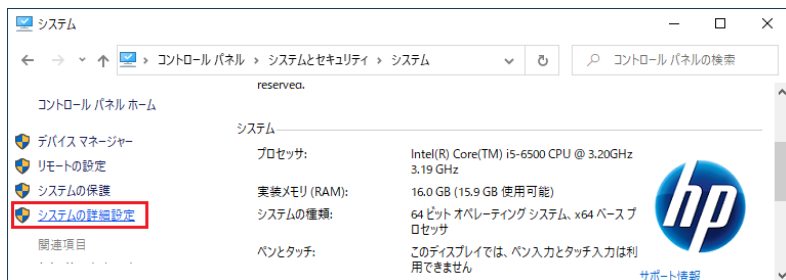 システム
コントロール パネル › システムとセキュリティ › システム
コントロール パネルの検索
コントロール パネル ホーム
デバイス マネージャー
リモートの設定
システムの保護
システムの詳細設定
関連項目
reserved.
システム
プロセッサ: Intel(R) Core(TM) i5-6500 CPU @ 3.20GHz
3.19 GHz
実装メモリ (RAM): 16.0 GB (15.9 GB 使用可能)
システムの種類: 64 ビット オペレーティング システム、x64 ベース プ
ロセッサ
ペンとタッチ: このディスプレイでは、ペン入力とタッチ入力は利
用できません
hp
サポート情報